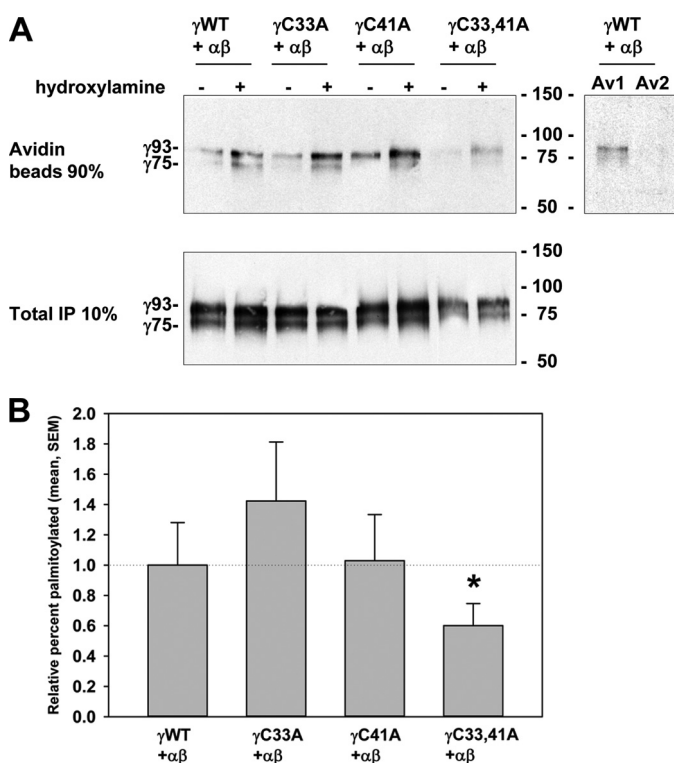 A
γWT γC33A γC41A γC33,41A γWT
+ αβ + αβ + αβ + αβ + αβ
hydroxylamine - + - + - + - + Av1 Av2
- 150 -
- 100 -
Avidin
beads 90%
γ93-
γ75-
- 75 -
- 50 -
- 150
- 100
Total IP 10%
γ93-
γ75-
- 75
- 50
B
Relative percent palmitoylated (mean, SEM)
2.0
1.8
1.6
1.4
1.2
1.0
0.8
0.6
0.4
0.2
0.0
*
γWT γC33A γC41A γC33,41A
+αβ +αβ +αβ +αβ